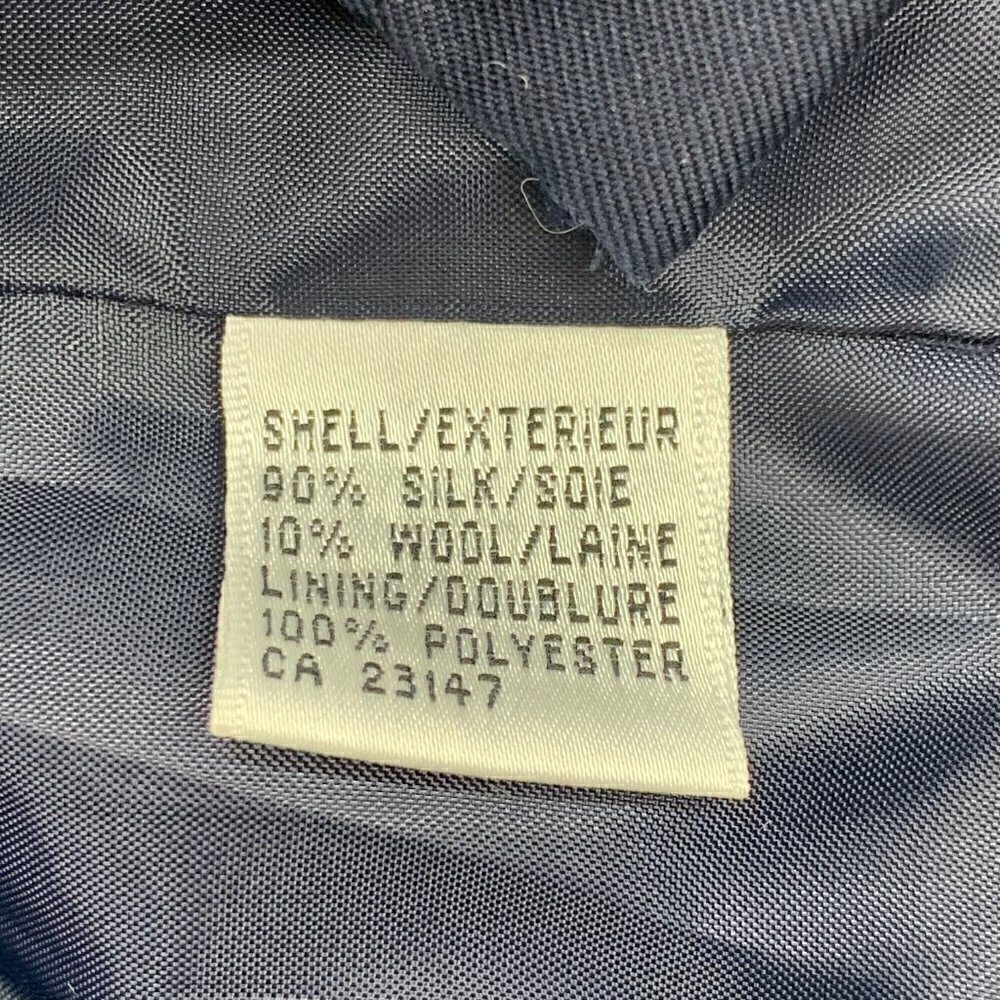 SHELL/EXTERIEUR
90% SILK/SOIE
10% WOOL/LAINE
LINING/DOUBLURE
100% POLYESTER
CA 23147